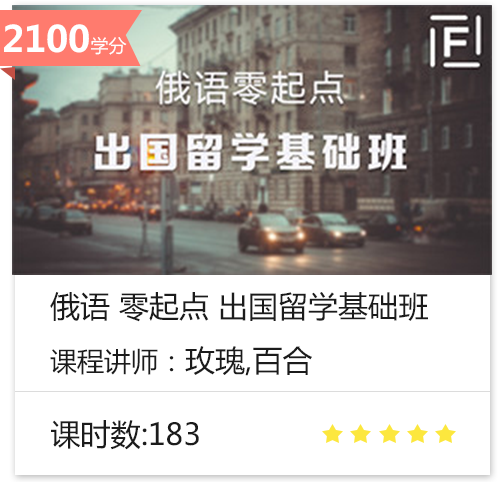 2100学分
F
俄语零起点
出国留学基础班
俄语 零起点 出国留学基础班
课程讲师：玫瑰,百合
课时数:183